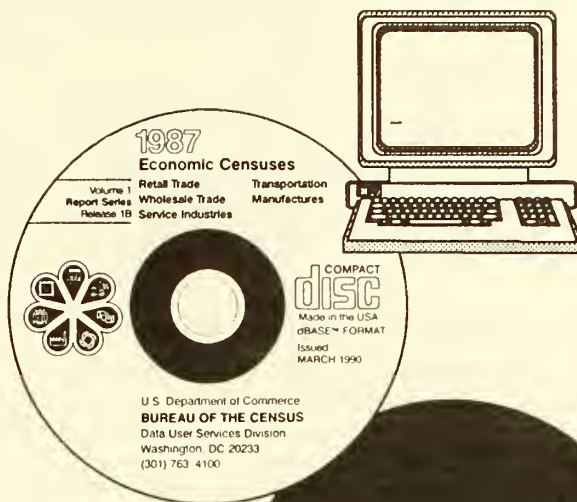 1987
Economic Censuses
Volume 1
Report Series
Release 1B
Retail Trade
Wholesale Trade
Service Industries
Transportation
Manufactures
COMPACT
disc
Made in the USA
dBASE™ FORMAT
Issued
MARCH 1990
U.S. Department of Commerce
BUREAU OF THE CENSUS
Data User Services Division
Washington, DC 20233
(301) 763 4100